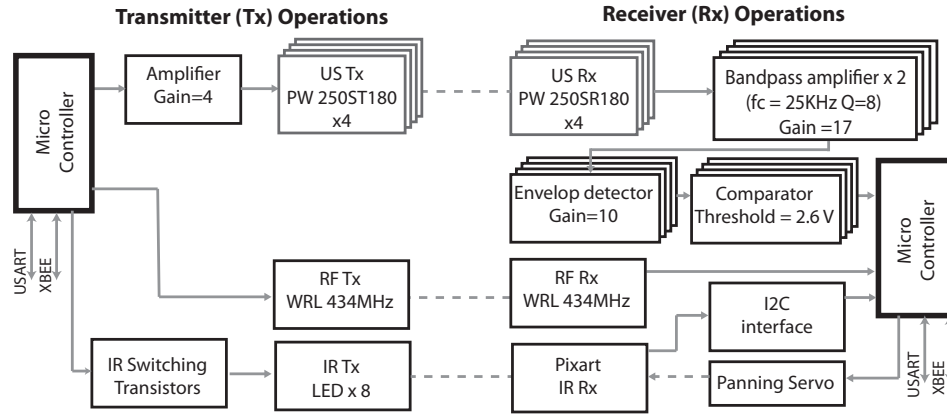 Transmitter (Tx) Operations
Receiver (Rx) Operations
Micro
Controller
Amplifier
Gain=4
US Tx
PW 250ST180
x4
US Rx
PW 250SR180
x4
Bandpass amplifier x 2
(fc = 25KHz Q=8)
Gain =17
Envelop detector
Gain=10
Comparator
Threshold = 2.6 V
Micro
Controller
USART
XBEE
RF Tx
WRL 434MHz
RF Rx
WRL 434MHz
I2C
interface
IR Switching
Transistors
IR Tx
LED x 8
Pixart
IR Rx
Panning Servo
USART
XBEE